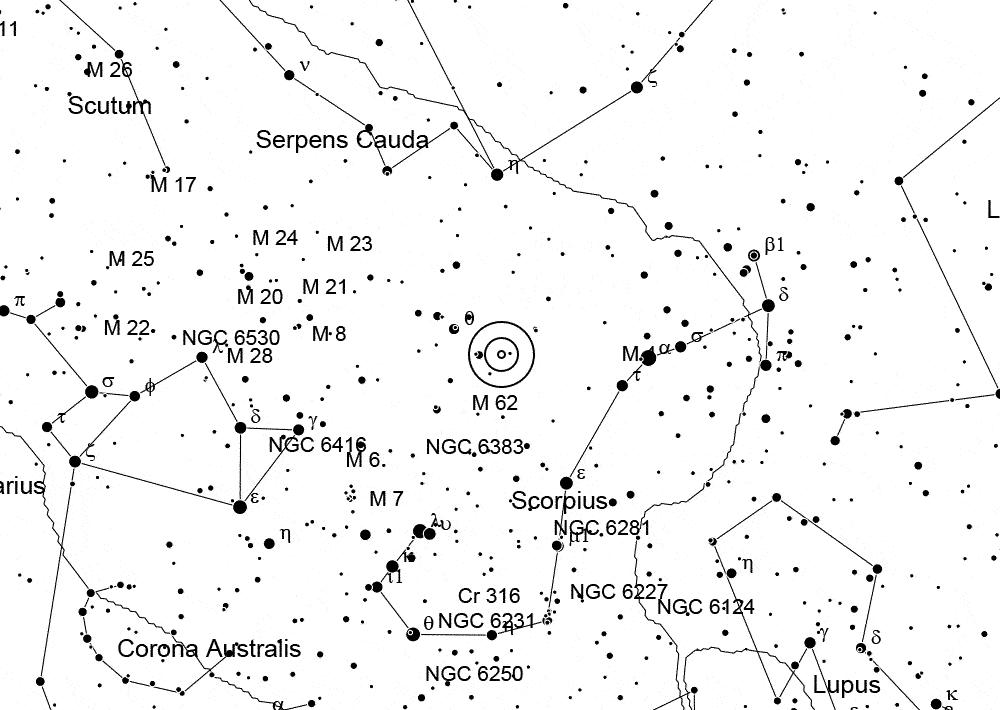 11
ν
ζ
M 26
Scutum
Serpens Cauda
η
M 17
L
M 24
M 23
β1
M 25
M 21
δ
π
M 20
θ
M 22
M 8
NGC 6530
λ
M 28
α
σ
π
τ
σ
φ
M 62
τ
δ
γ
NGC 6416
NGC 6383
ζ
M 6
ε
arius
ε
M 7
Scorpius
η
λ
υ
NGC 6281
μ1
κ
η
τ1
Cr 316
NGC 6227
NGC 6124
θ
NGC 6231
η
γ
δ
Corona Australis
NGC 6250
Lupus
κ
α